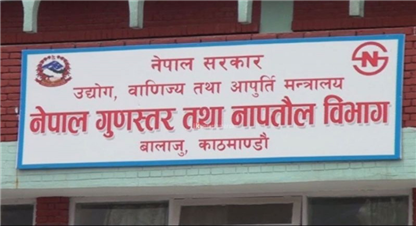 नेपाल सरकार
उद्योग, वाणिज्य तथा आपुर्ति मन्त्रालय
नेपाल गुणस्तर तथा नापतौल विभाग
बालाजु, काठमाण्डौ